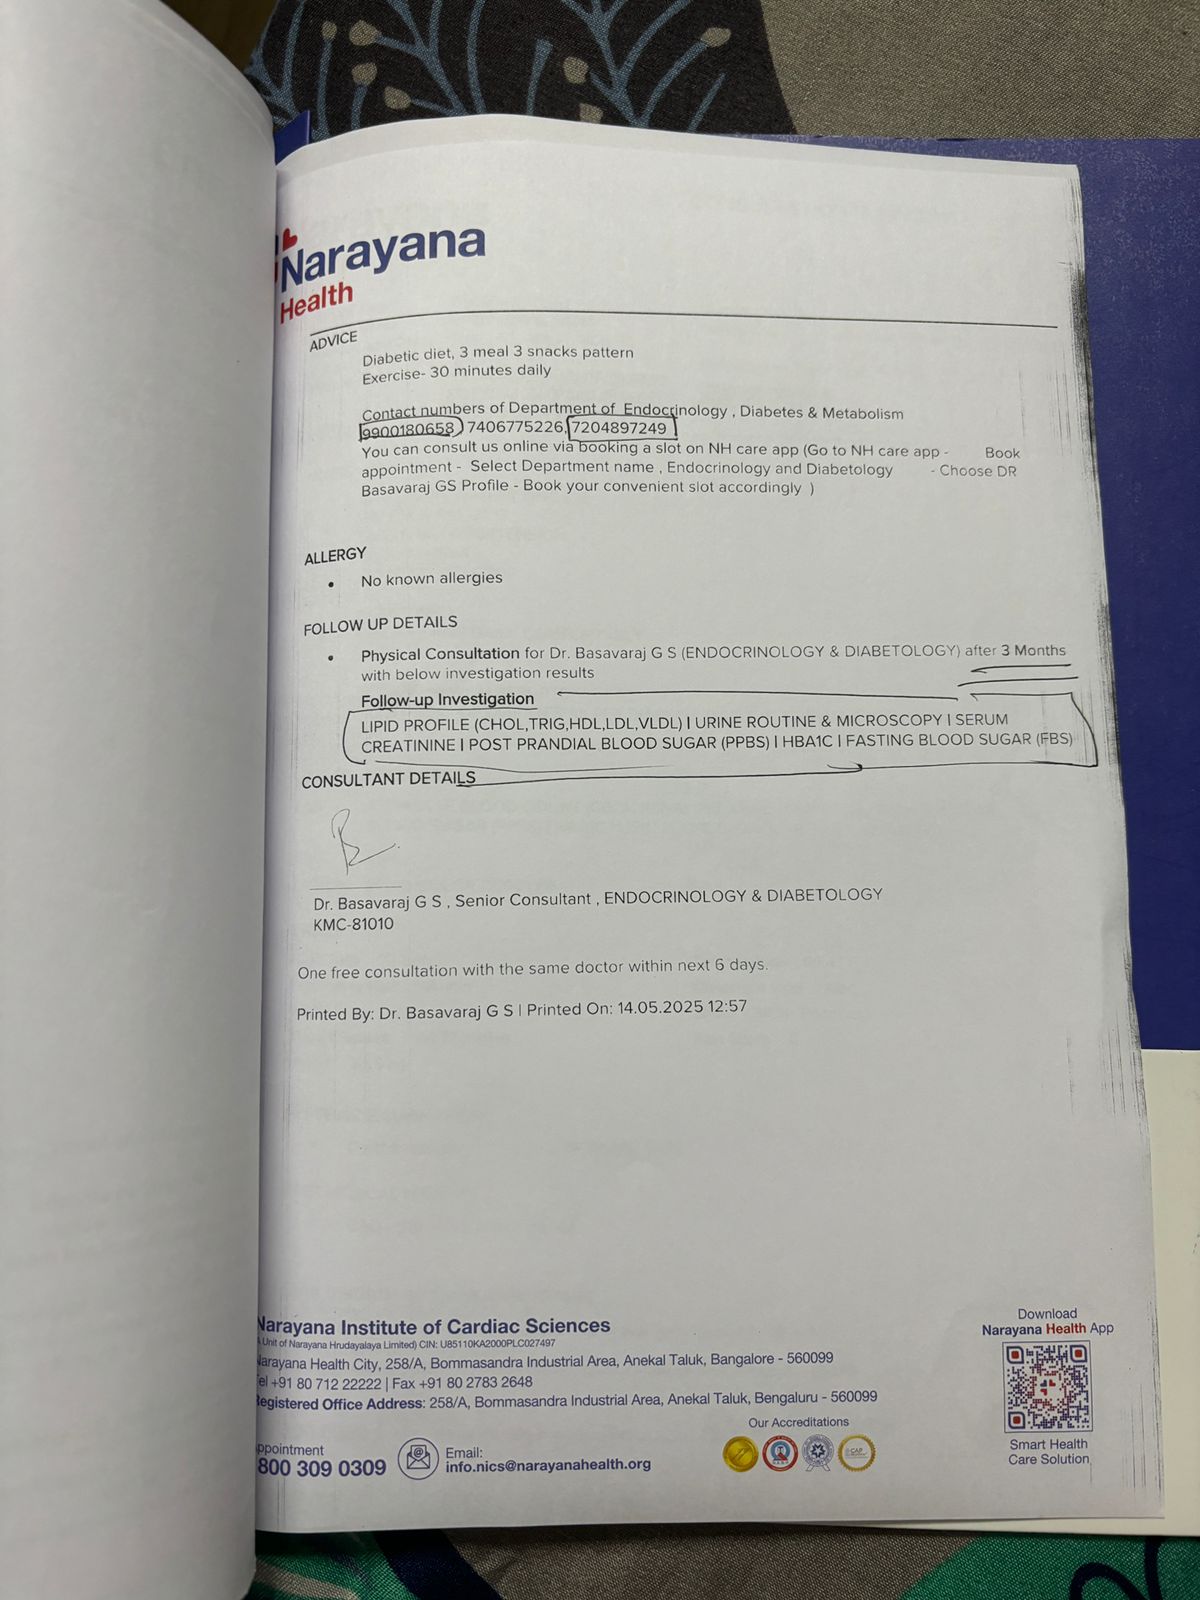 Narayana
Health
ADVICE
Diabetic diet, 3 meal 3 snacks pattern
Exercise- 30 minutes daily
Contact numbers of Department of Endocrinology , Diabetes & Metabolism
9900180658, 7406775226, 7204897249
You can consult us online via booking a slot on NH care app (Go to NH care app - Book
appointment - Select Department name , Endocrinology and Diabetology - Choose DR
Basavaraj GS Profile - Book your convenient slot accordingly )
ALLERGY
• No known allergies
FOLLOW UP DETAILS
• Physical Consultation for Dr. Basavaraj G S (ENDOCRINOLOGY & DIABETOLOGY) after 3 Months
with below investigation results
Follow-up Investigation
LIPID PROFILE (CHOL,TRIG,HDL,LDL,VLDL) | URINE ROUTINE & MICROSCOPY | SERUM
CREATININE | POST PRANDIAL BLOOD SUGAR (PPBS) | HBA1C | FASTING BLOOD SUGAR (FBS)
CONSULTANT DETAILS
Dr. Basavaraj G S , Senior Consultant , ENDOCRINOLOGY & DIABETOLOGY
KMC-81010
One free consultation with the same doctor within next 6 days.
Printed By: Dr. Basavaraj G S | Printed On: 14.05.2025 12:57
Narayana Institute of Cardiac Sciences
Unit of Narayana Hrudayalaya Limited) CIN: U85110KA2000PLC027497
Narayana Health City, 258/A, Bommasandra Industrial Area, Anekal Taluk, Bangalore - 560099
Tel +91 80 712 22222 | Fax +91 80 2783 2648
Registered Office Address: 258/A, Bommasandra Industrial Area, Anekal Taluk, Bengaluru - 560099
ppointment
800 309 0309
Email:
info.nics@narayanahealth.org
Our Accreditations
Download
Narayana Health App
Smart Health
Care Solution